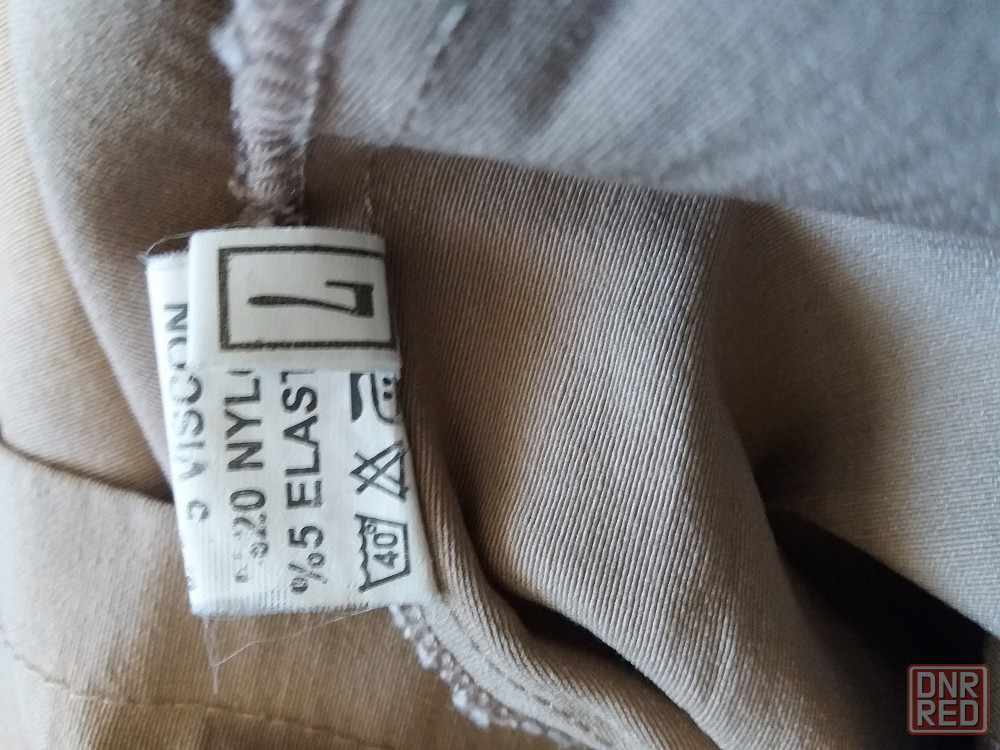 L
VISCON
%20 NYL
%5 ELAST
40°
DNR
RED